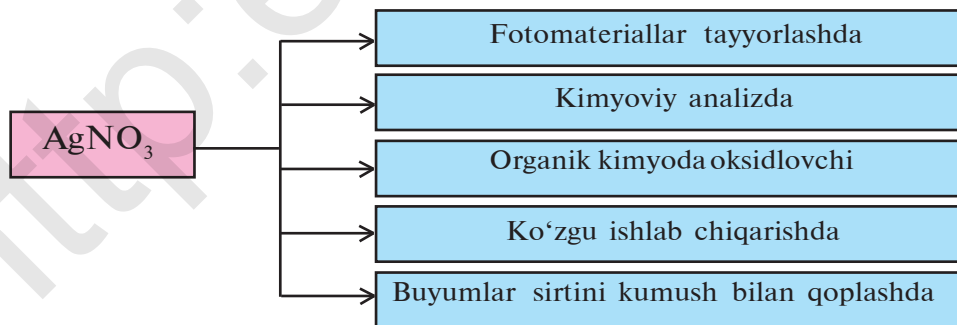 Fotomateriallar tayyorlashda
Kimyoviy analizda
AgNO₃
Organik kimyoda oksidlovchi
Ko‘zgu ishlab chiqarishda
Buyumlar sirtini kumush bilan qoplashda